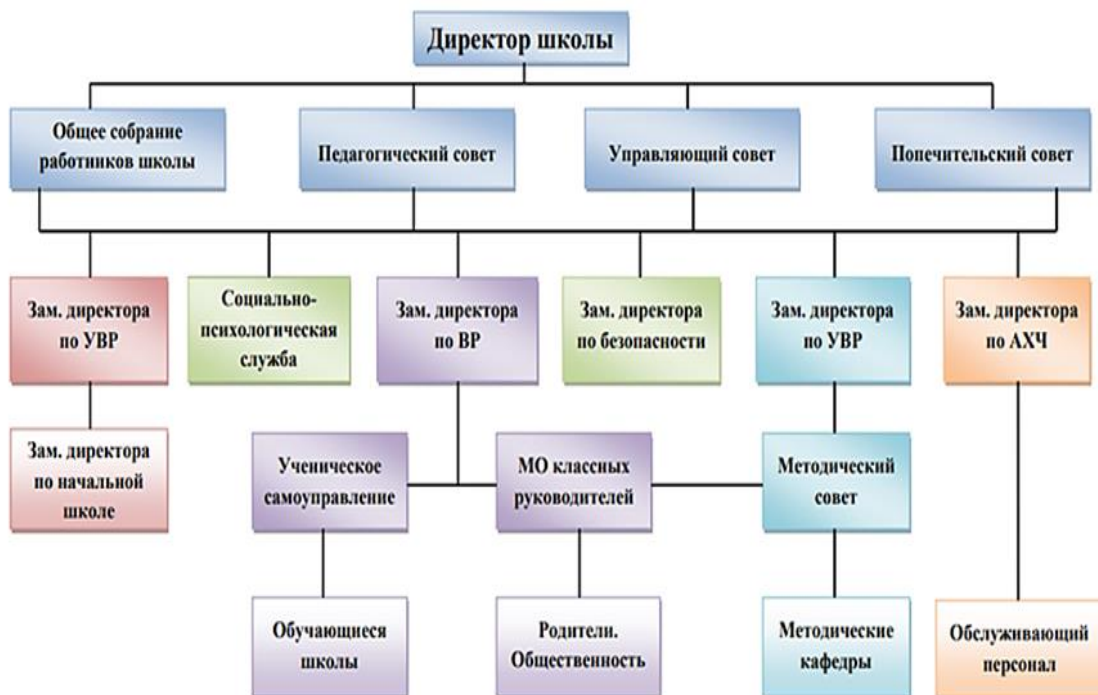 Директор школы
Общее собрание
работников школы
Педагогический совет
Управляющий совет
Попечительский совет
Зам. директора
по УВР
Социально-
психологическая
служба
Зам. директора
по ВР
Зам. директора
по безопасности
Зам. директора
по УВР
Зам. директора
по АХЧ
Зам. директора
по начальной
школе
Ученическое
самоуправление
МО классных
руководителей
Методический
совет
Обучающиеся
школы
Родители.
Общественность
Методические
кафедры
Обслуживающий
персонал